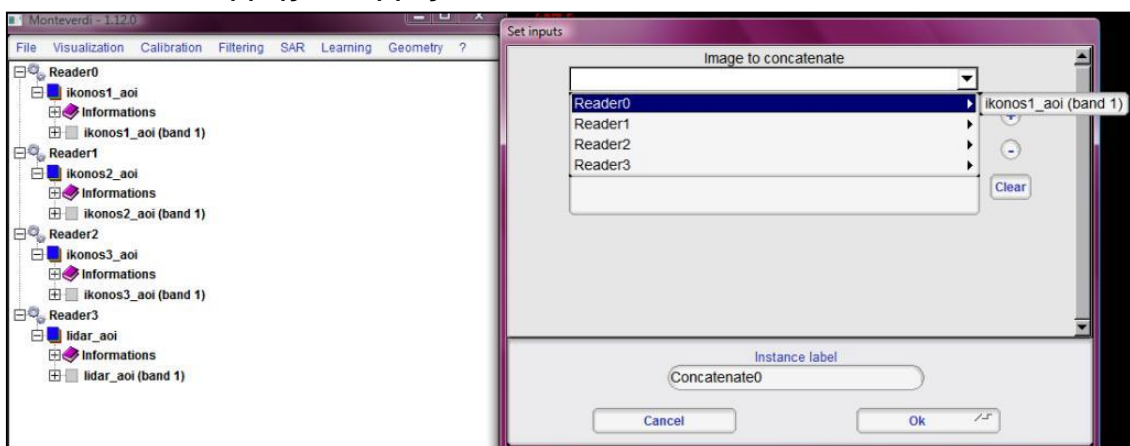 Monteverdi - 1.12.0
File Visualization Calibration Filtering SAR Learning Geometry ?
Reader0
ikonos1_aoi
Informations
ikonos1_aoi (band 1)
Reader1
ikonos2_aoi
Informations
ikonos2_aoi (band 1)
Reader2
ikonos3_aoi
Informations
ikonos3_aoi (band 1)
Reader3
lidar_aoi
Informations
lidar_aoi (band 1)
Set inputs
Image to concatenate
Reader0
ikonos1_aoi (band 1)
Reader1
Reader2
Reader3
+
-
Clear
Instance label
Concatenate0
Cancel
Ok